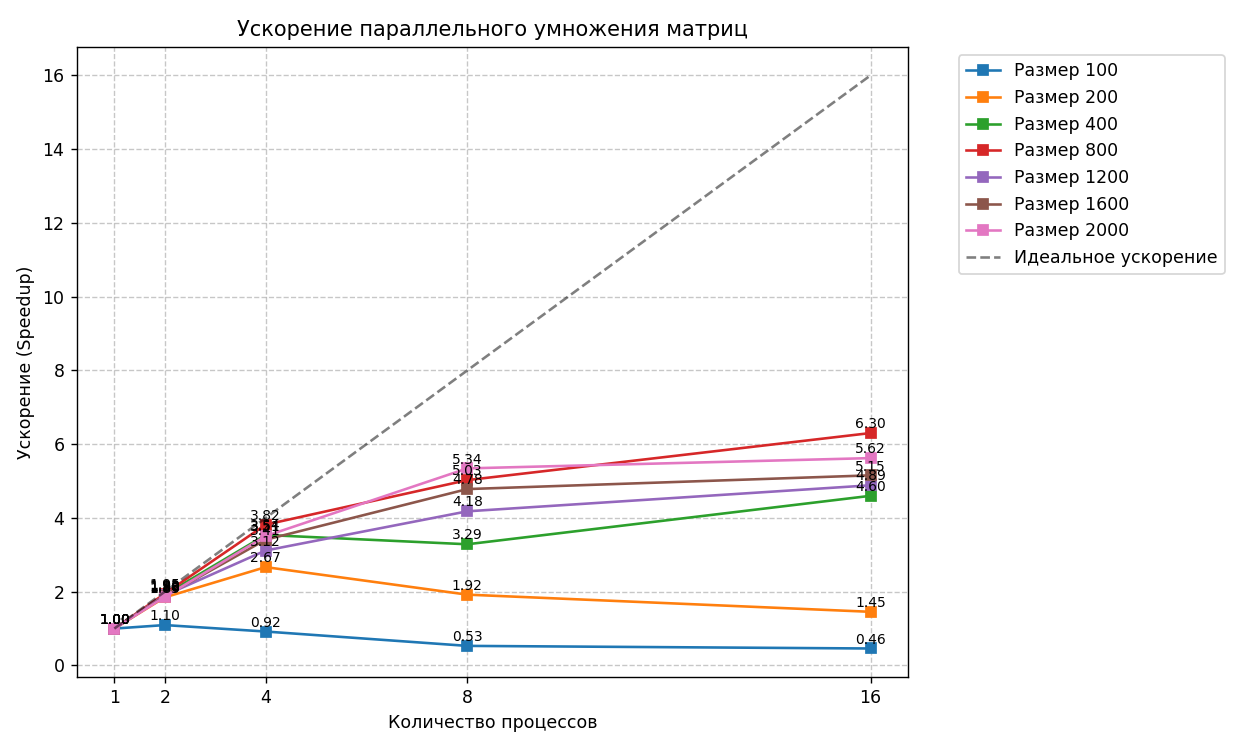 Ускорение параллельного умножения матриц
Ускорение (Speedup)
16
14
12
10
8
6
4
2
0
6.30
5.62
5.15
4.89
4.60
5.34
5.03
4.78
4.18
3.29
3.82
3.41
3.12
2.67
1.92
1.45
1.10
1.00
0.92
0.53
0.46
1 2 4 8 16
Количество процессов
Размер 100
Размер 200
Размер 400
Размер 800
Размер 1200
Размер 1600
Размер 2000
Идеальное ускорение